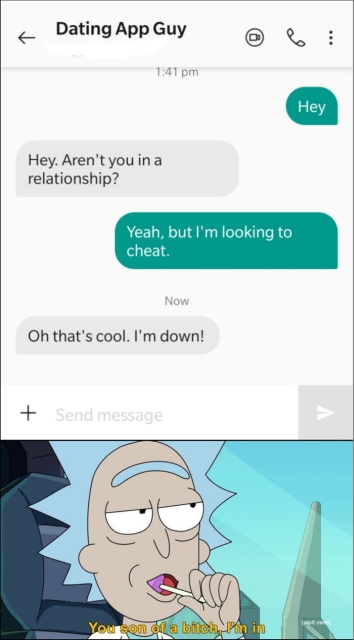 Dating App Guy
1:41 pm
Hey
Hey. Aren't you in a
relationship?
Yeah, but I'm looking to
cheat.
Now
Oh that's cool. I'm down!
Send message
You son of a bitch, I'm in
[adult swim]